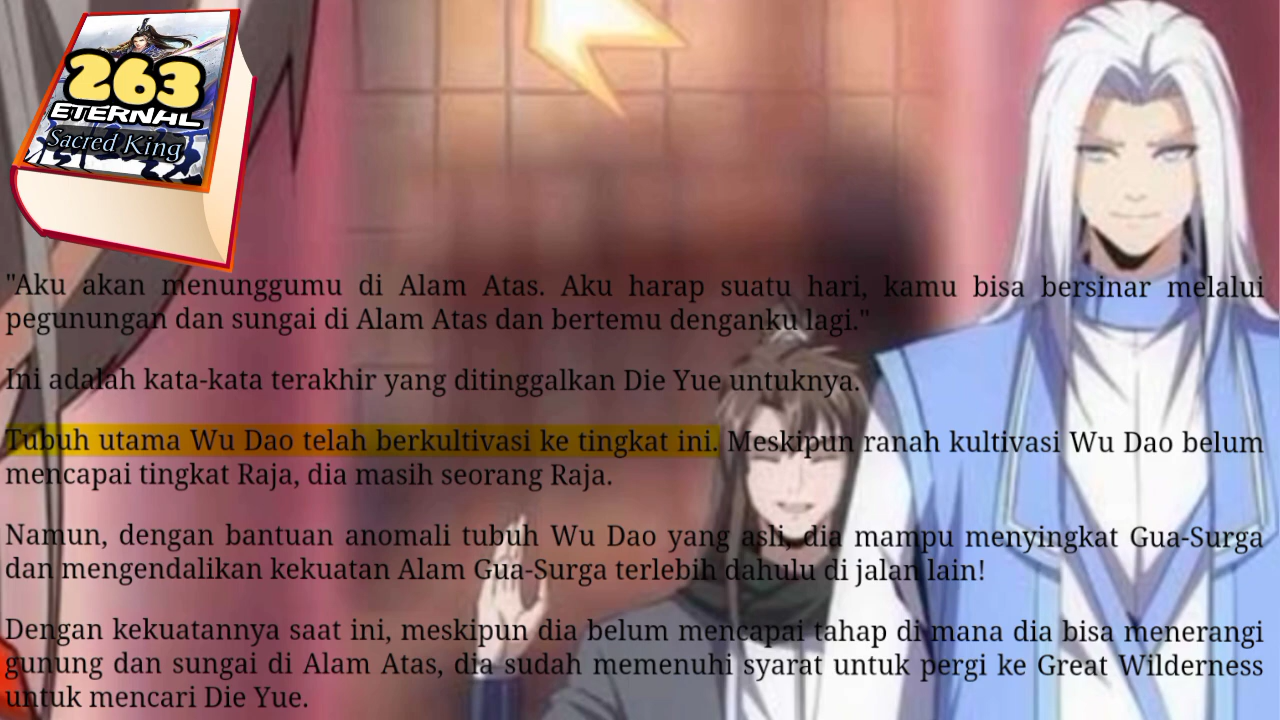 263
ETERNAL
Sacred King
"Aku akan menunggumu di Alam Atas. Aku harap suatu hari, kamu bisa bersinar melalui
pegunungan dan sungai di Alam Atas dan bertemu denganku lagi."
Ini adalah kata-kata terakhir yang ditinggalkan Die Yue untuknya.
Tubuh utama Wu Dao telah berkultivasi ke tingkat ini. Meskipun ranah kultivasi Wu Dao belum
mencapai tingkat Raja, dia masih seorang Raja.
Namun, dengan bantuan anomali tubuh Wu Dao yang asli, dia mampu menyingkat Gua-Surga
dan mengendalikan kekuatan Alam Gua-Surga terlebih dahulu di jalan lain!
Dengan kekuatannya saat ini, meskipun dia belum mencapai tahap di mana dia bisa menerangi
gunung dan sungai di Alam Atas, dia sudah memenuhi syarat untuk pergi ke Great Wilderness
untuk mencari Die Yue.